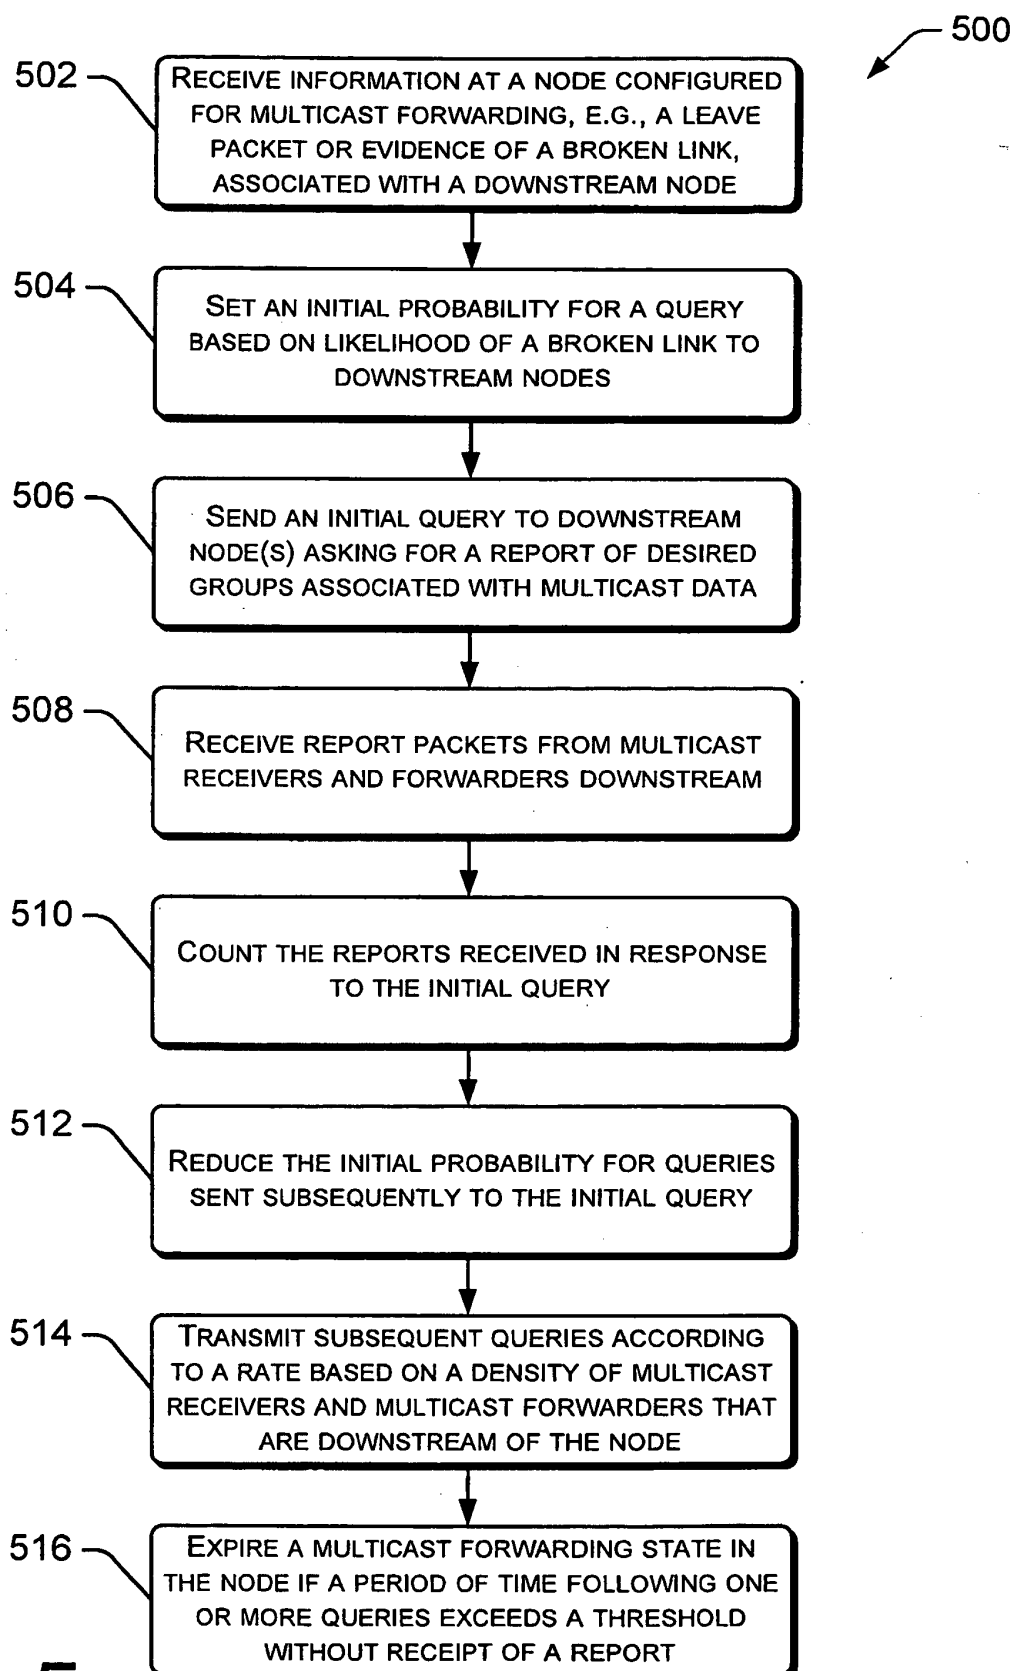 500
502
RECEIVE INFORMATION AT A NODE CONFIGURED
FOR MULTICAST FORWARDING, E.G., A LEAVE
PACKET OR EVIDENCE OF A BROKEN LINK,
ASSOCIATED WITH A DOWNSTREAM NODE
504
SET AN INITIAL PROBABILITY FOR A QUERY
BASED ON LIKELIHOOD OF A BROKEN LINK TO
DOWNSTREAM NODES
506
SEND AN INITIAL QUERY TO DOWNSTREAM
NODE(S) ASKING FOR A REPORT OF DESIRED
GROUPS ASSOCIATED WITH MULTICAST DATA
508
RECEIVE REPORT PACKETS FROM MULTICAST
RECEIVERS AND FORWARDERS DOWNSTREAM
510
COUNT THE REPORTS RECEIVED IN RESPONSE
TO THE INITIAL QUERY
512
REDUCE THE INITIAL PROBABILITY FOR QUERIES
SENT SUBSEQUENTLY TO THE INITIAL QUERY
514
TRANSMIT SUBSEQUENT QUERIES ACCORDING
TO A RATE BASED ON A DENSITY OF MULTICAST
RECEIVERS AND MULTICAST FORWARDERS THAT
ARE DOWNSTREAM OF THE NODE
516
EXPIRE A MULTICAST FORWARDING STATE IN
THE NODE IF A PERIOD OF TIME FOLLOWING ONE
OR MORE QUERIES EXCEEDS A THRESHOLD
WITHOUT RECEIPT OF A REPORT